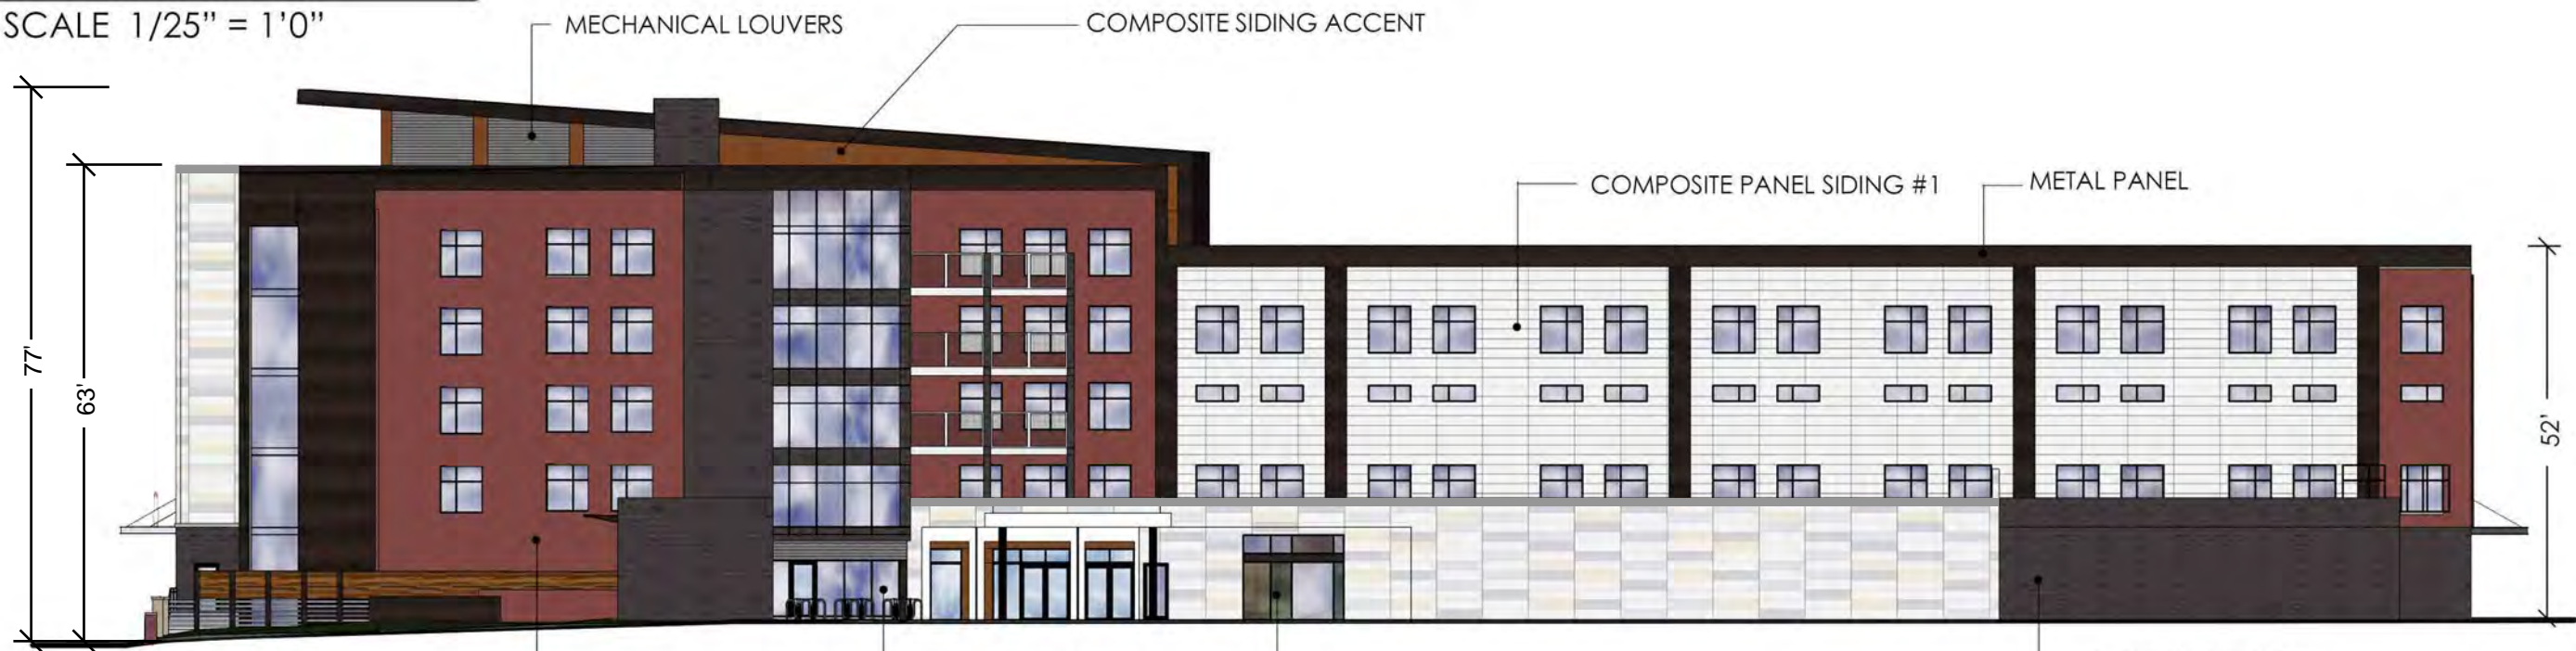 SCALE 1/25” = 1’0”
MECHANICAL LOUVERS
COMPOSITE SIDING ACCENT
COMPOSITE PANEL SIDING #1
METAL PANEL
77'
63'
52'